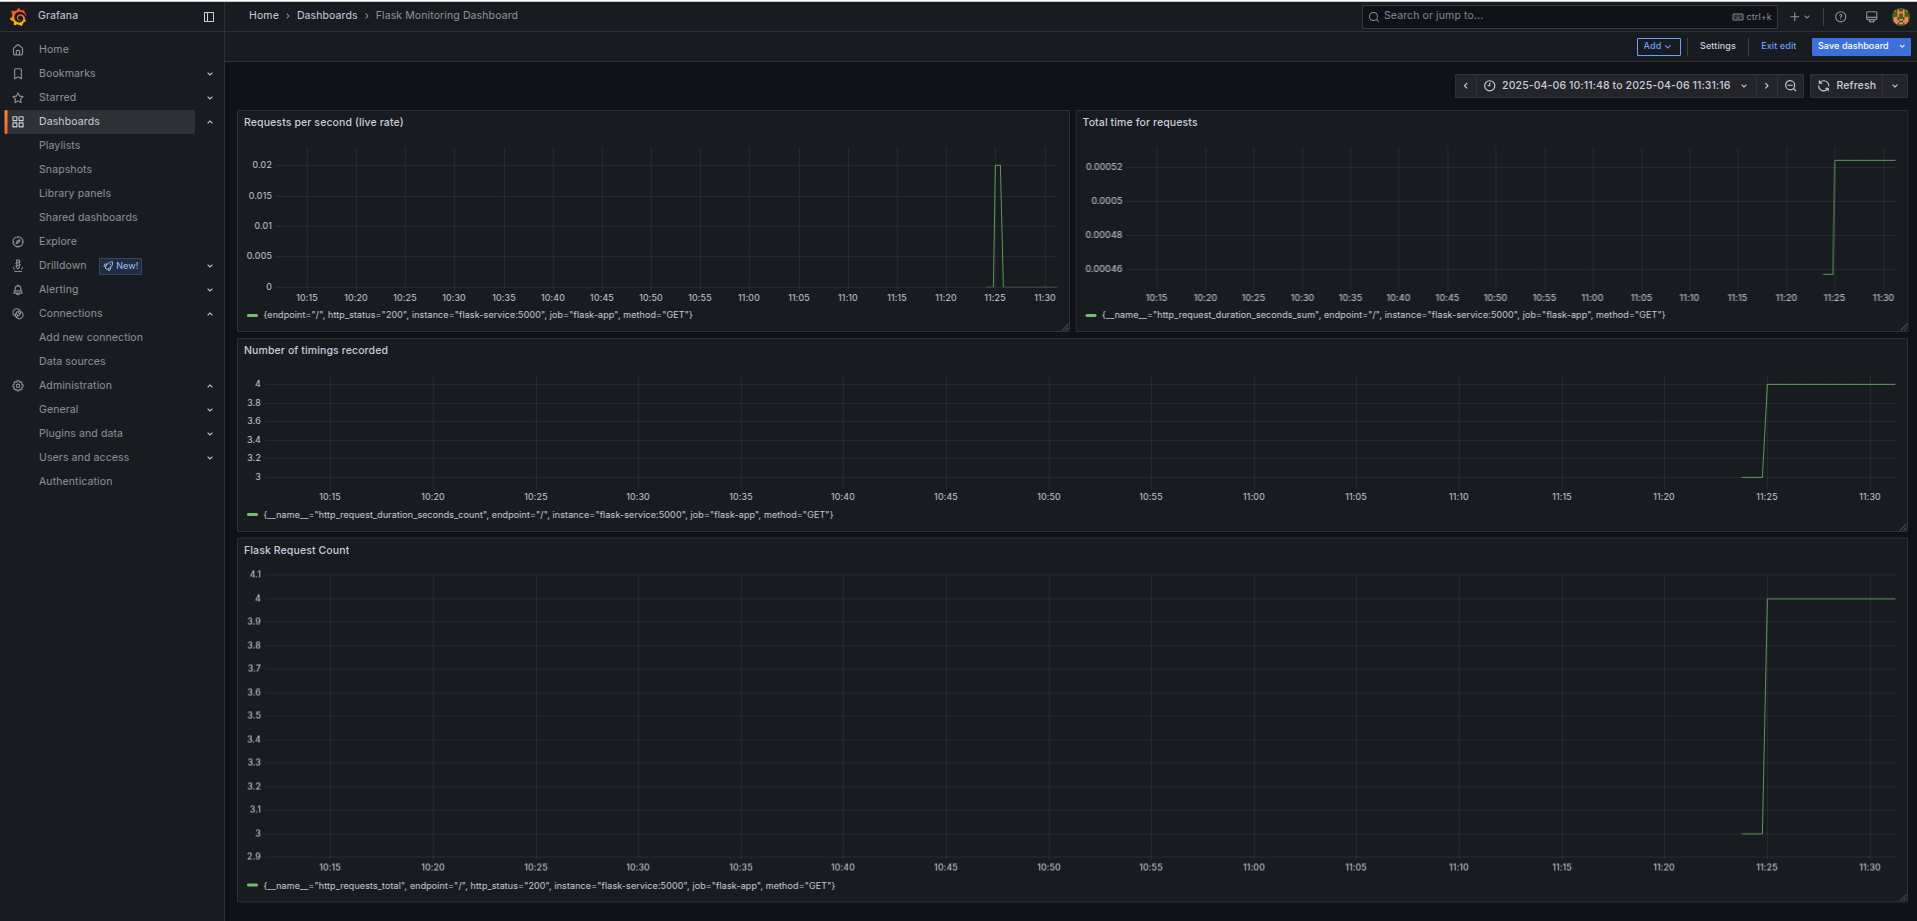 Grafana
Home › Dashboards › Flask Monitoring Dashboard
Search or jump to...
ctrl+k
Add
Settings
Exit edit
Save dashboard
Home
Bookmarks
Starred
Dashboards
Playlists
Snapshots
Library panels
Shared dashboards
Explore
Drilldown
New!
Alerting
Connections
Add new connection
Data sources
Administration
General
Plugins and data
Users and access
Authentication
2025-04-06 10:11:48 to 2025-04-06 11:31:16
Refresh
Requests per second (live rate)
0.02
0.015
0.01
0.005
0
10:15 10:20 10:25 10:30 10:35 10:40 10:45 10:50 10:55 11:00 11:05 11:10 11:15 11:20 11:25 11:30
{endpoint="/", http_status="200", instance="flask-service:5000", job="flask-app", method="GET"}
Total time for requests
0.00052
0.0005
0.00048
0.00046
10:15 10:20 10:25 10:30 10:35 10:40 10:45 10:50 10:55 11:00 11:05 11:10 11:15 11:20 11:25 11:30
{__name__="http_request_duration_seconds_sum", endpoint="/", instance="flask-service:5000", job="flask-app", method="GET"}
Number of timings recorded
4
3.8
3.6
3.4
3.2
3
10:15 10:20 10:25 10:30 10:35 10:40 10:45 10:50 10:55 11:00 11:05 11:10 11:15 11:20 11:25 11:30
{__name__="http_request_duration_seconds_count", endpoint="/", instance="flask-service:5000", job="flask-app", method="GET"}
Flask Request Count
4.1
4
3.9
3.8
3.7
3.6
3.5
3.4
3.3
3.2
3.1
3
2.9
10:15 10:20 10:25 10:30 10:35 10:40 10:45 10:50 10:55 11:00 11:05 11:10 11:15 11:20 11:25 11:30
{__name__="http_requests_total", endpoint="/", http_status="200", instance="flask-service:5000", job="flask-app", method="GET"}